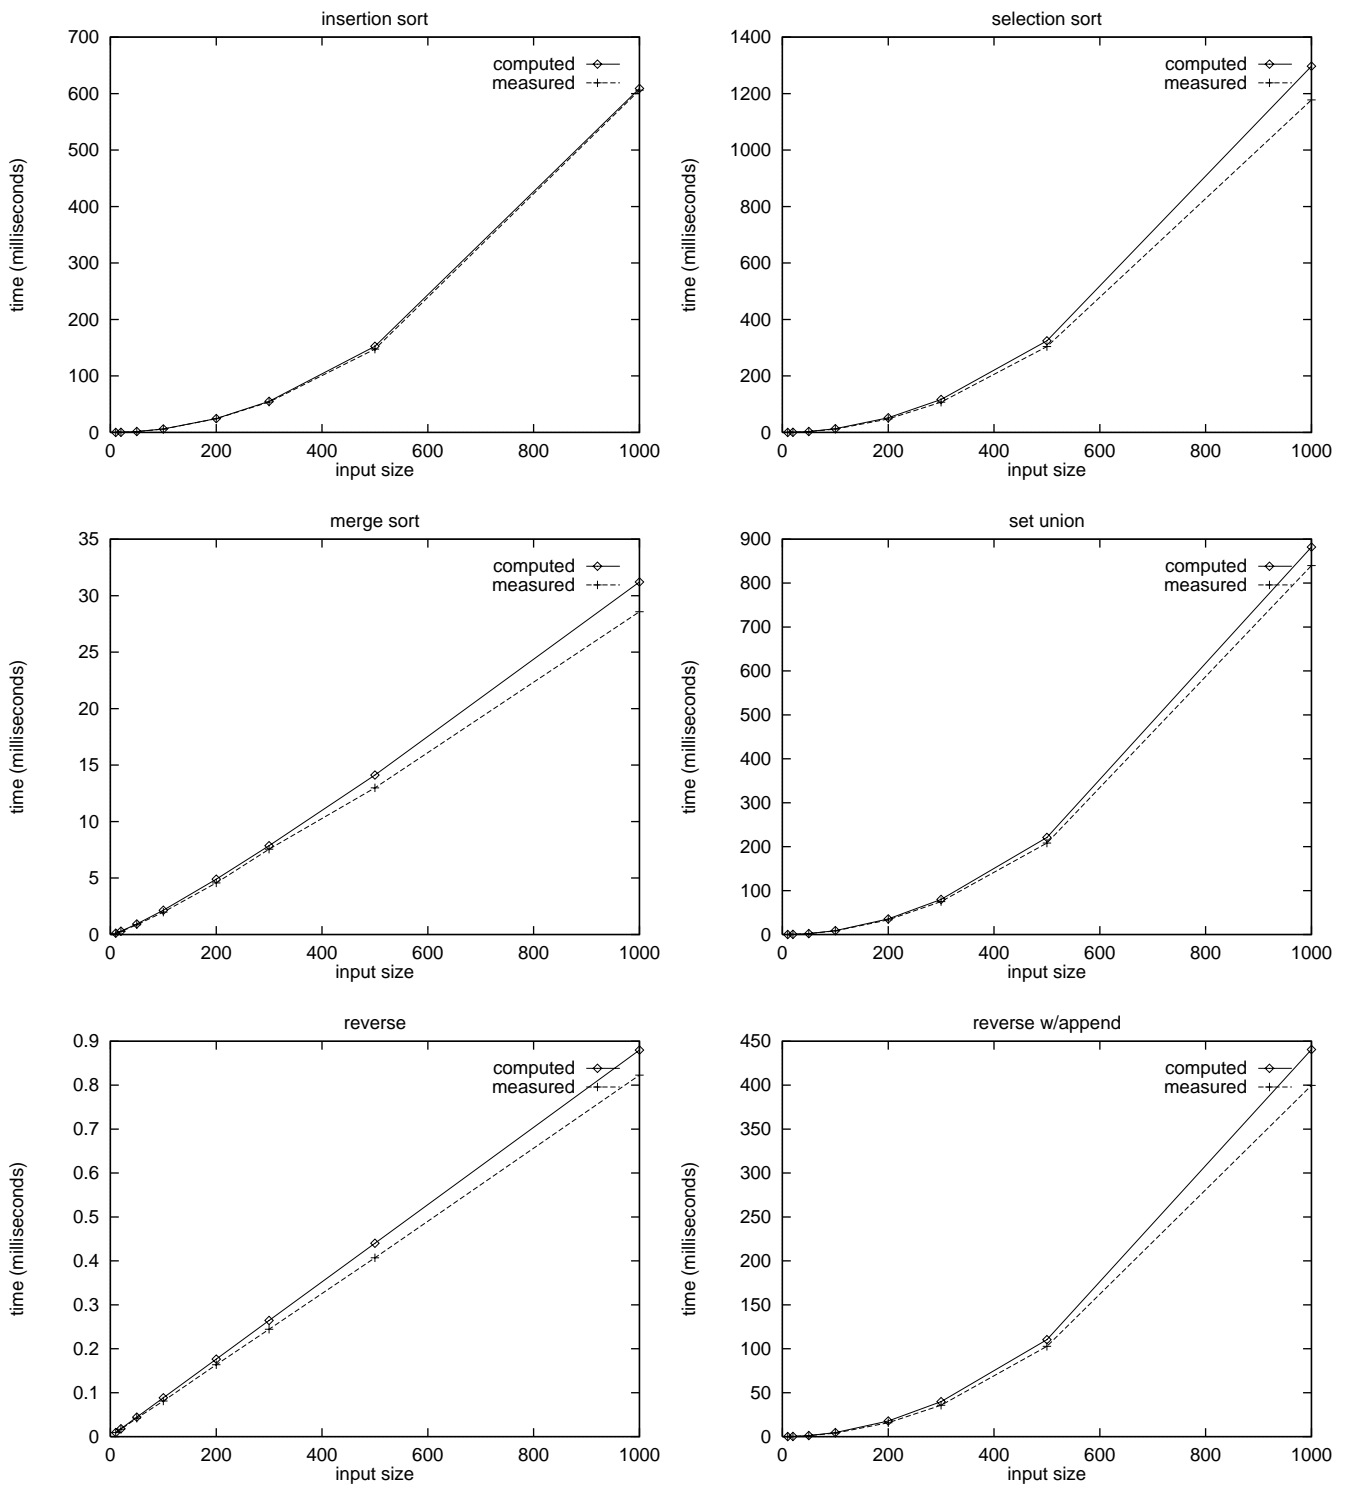 insertion sort
700
600
500
400
300
200
100
0
time (milliseconds)
computed
measured
0 200 400 600 800 1000
input size
selection sort
1400
1200
1000
800
600
400
200
0
time (milliseconds)
computed
measured
0 200 400 600 800 1000
input size
merge sort
35
30
25
20
15
10
5
0
time (milliseconds)
computed
measured
0 200 400 600 800 1000
input size
set union
900
800
700
600
500
400
300
200
100
0
time (milliseconds)
computed
measured
0 200 400 600 800 1000
input size
reverse
0.9
0.8
0.7
0.6
0.5
0.4
0.3
0.2
0.1
0
time (milliseconds)
computed
measured
0 200 400 600 800 1000
input size
reverse w/append
450
400
350
300
250
200
150
100
50
0
time (milliseconds)
computed
measured
0 200 400 600 800 1000
input size